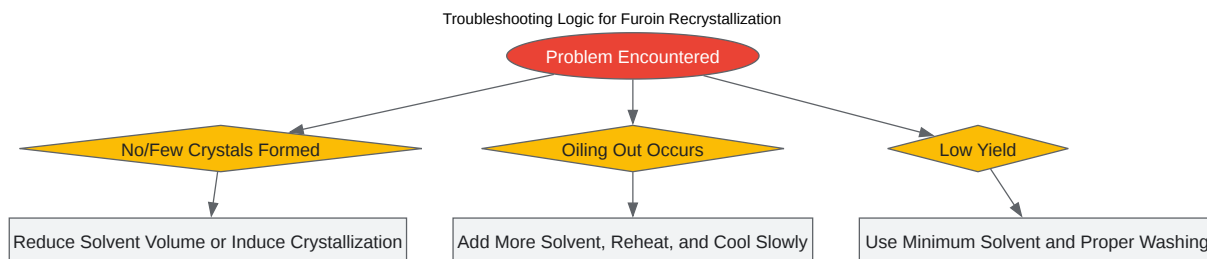 Troubleshooting Logic for Furoin Recrystallization
Problem Encountered
No/Few Crystals Formed
Oiling Out Occurs
Low Yield
Reduce Solvent Volume or Induce Crystallization
Add More Solvent, Reheat, and Cool Slowly
Use Minimum Solvent and Proper Washing